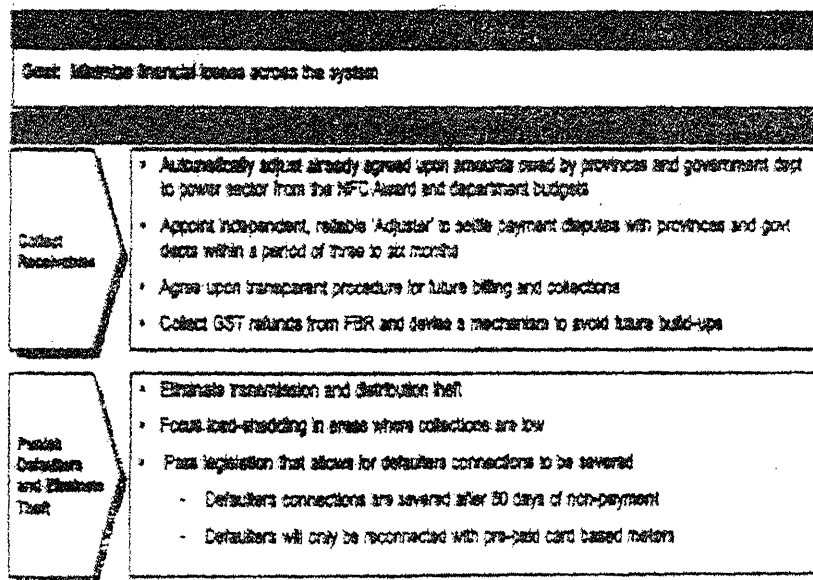 Goal: Minimize financial losses across the system
Collect
Receivables
• Automatically adjust already agreed upon amounts owed by provinces and government dept
to power sector from the NFC Award and department budgets
• Appoint independent, reliable 'Adjuster' to settle payment disputes with provinces and govt
depts within a period of three to six months
• Agree upon transparent procedure for future billing and collections
• Collect GST refunds from FBR and devise a mechanism to avoid future build-ups
Punish
Defaulters
and Eliminate
Theft
• Eliminate transmission and distribution theft
• Focus load-shedding in areas where collections are low
• Pass legislation that allows for defaulters connections to be severed
- Defaulters connections are severed after 60 days of non-payment
- Defaulters will only be reconnected with pre-paid card based meters